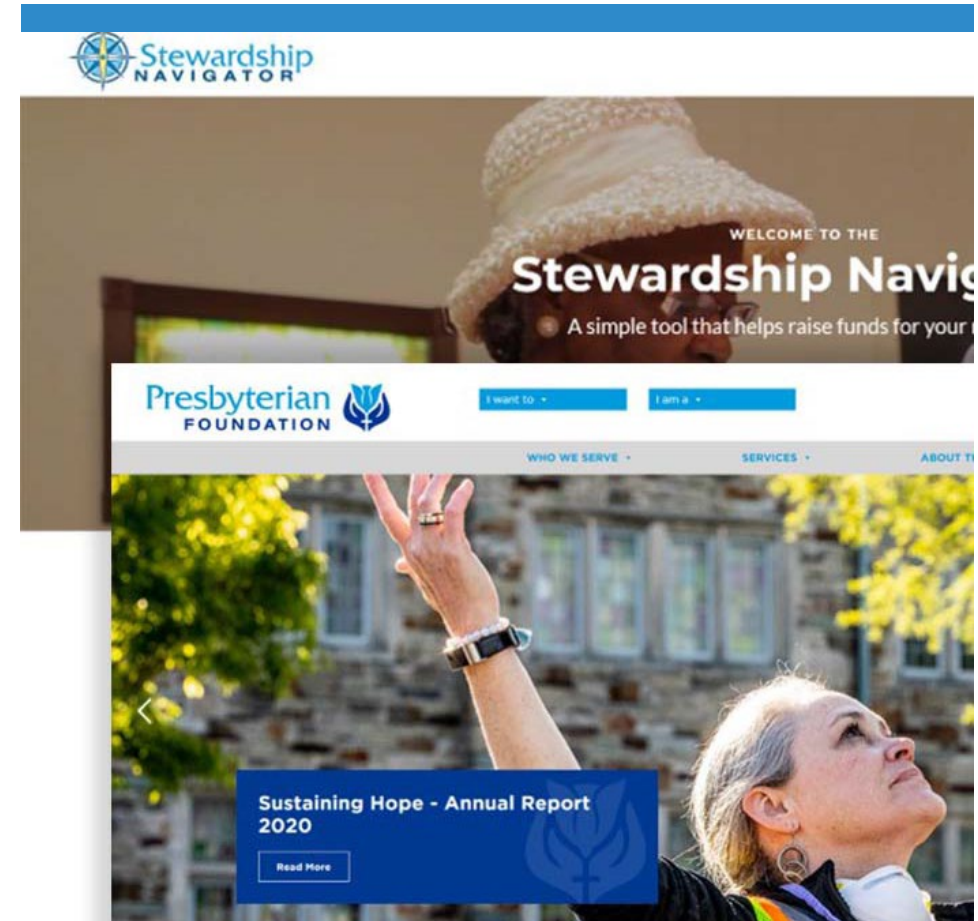 Stewardship
NAVIGATOR
WELCOME TO THE
Stewardship
A simple tool that helps raise funds for your
Presbyterian
FOUNDATION
I want to
I am a
WHO WE SERVE
SERVICES
ABOUT
Sustaining Hope - Annual Report
2020
Read More